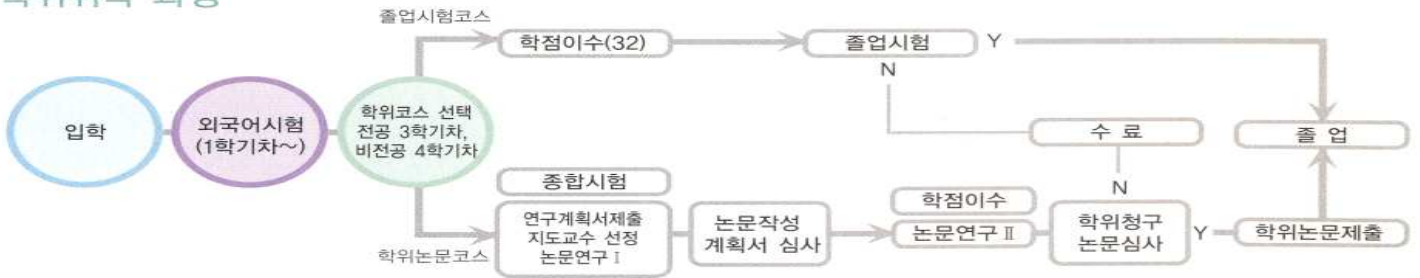 졸업시험코스
학점이수(32)
졸업시험
Y
N
입학
외국어시험
(1학기차~)
학위코스 선택
전공 3학기차,
비전공 4학기차
수 료
졸 업
종합시험
연구계획서제출
지도교수 선정
논문연구 Ⅰ
학위논문코스
논문작성
계획서 심사
학점이수
논문연구 Ⅱ
N
학위청구
논문심사
Y
학위논문제출